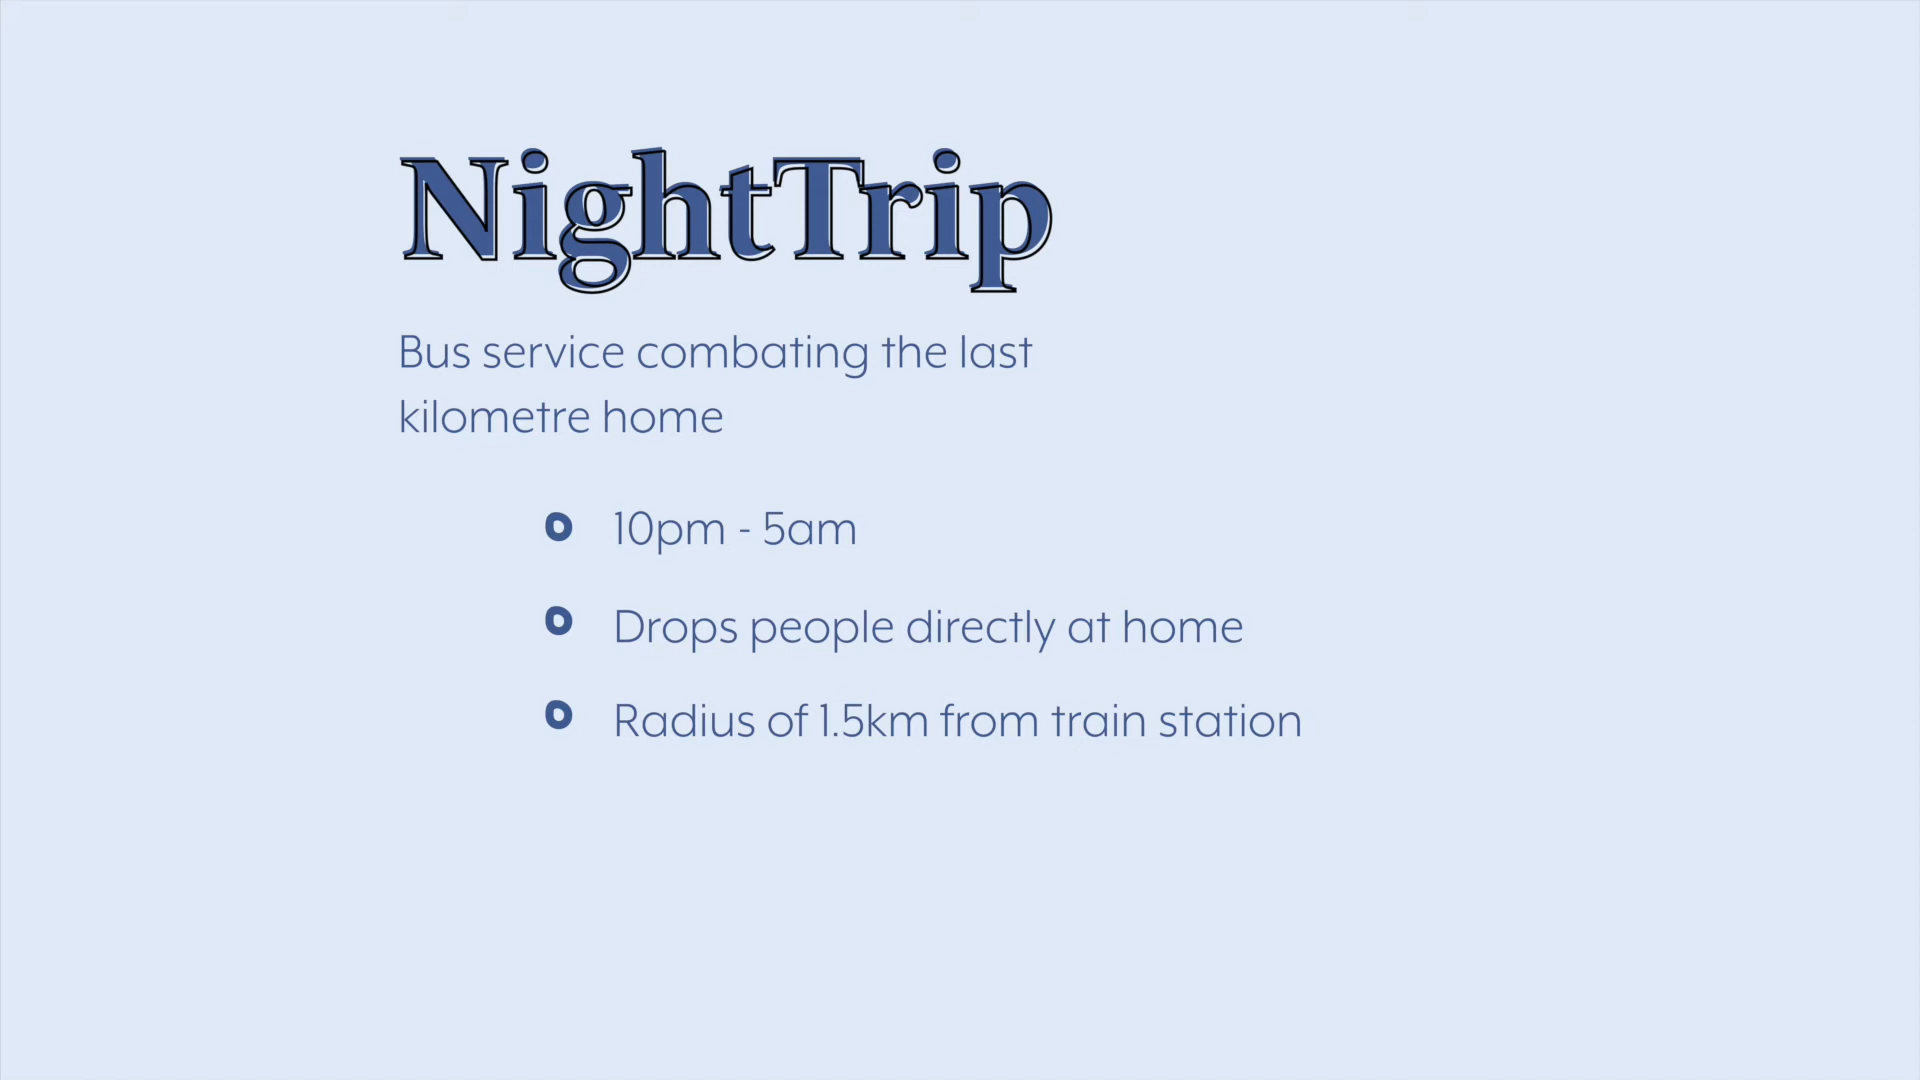 NightTrip
Bus service combating the last
kilometre home
10pm - 5am
Drops people directly at home
Radius of 1.5km from train station